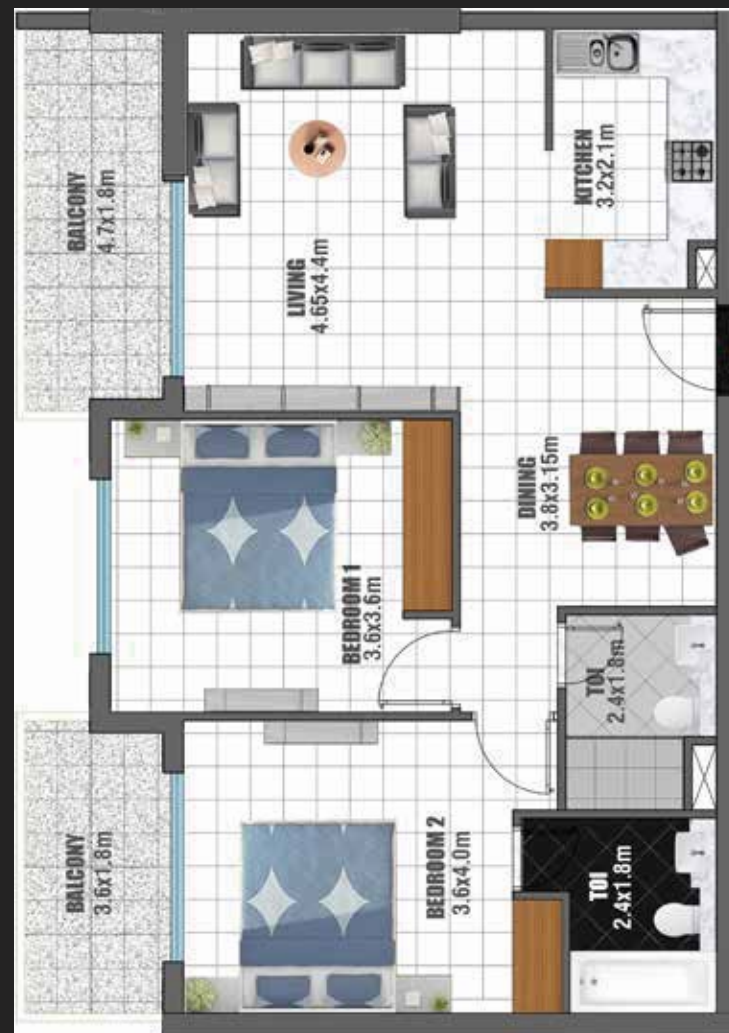 BALCONY
4.7x1.8m
LIVING
4.65x4.4m
KITCHEN
3.2x2.1m
DINING
3.8x3.15m
BEDROOM 1
3.6x3.6m
TOI
2.4x1.8m
BALCONY
3.6x1.8m
BEDROOM 2
3.6x4.0m
TOI
2.4x1.8m